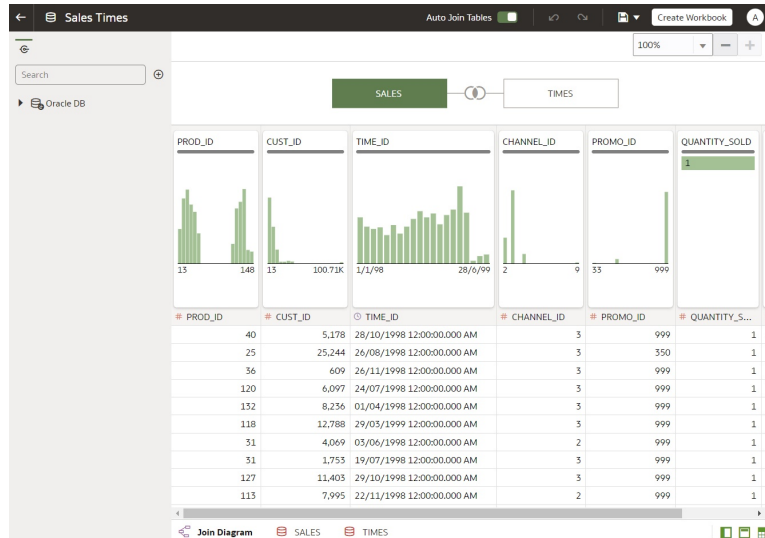 Sales Times
Auto Join Tables
Create Workbook
A
100%
Search
Oracle DB
SALES
TIMES
PROD_ID CUST_ID TIME_ID CHANNEL_ID PROMO_ID QUANTITY_SOLD
1
13 148 13 100.71K 1/1/98 28/6/99 2 9 33 999
# PROD_ID # CUST_ID TIME_ID # CHANNEL_ID # PROMO_ID # QUANTITY_S...
40 5,178 28/10/1998 12:00:00.000 AM 3 999 1
25 25,244 26/08/1998 12:00:00.000 AM 3 350 1
36 609 26/11/1998 12:00:00.000 AM 3 999 1
120 6,097 24/07/1998 12:00:00.000 AM 3 999 1
132 8,236 01/04/1998 12:00:00.000 AM 3 999 1
118 12,788 29/03/1999 12:00:00.000 AM 3 999 1
31 4,069 03/06/1998 12:00:00.000 AM 2 999 1
31 1,753 19/07/1998 12:00:00.000 AM 3 999 1
127 11,403 29/10/1998 12:00:00.000 AM 3 999 1
113 7,995 22/11/1998 12:00:00.000 AM 2 999 1
Join Diagram SALES TIMES